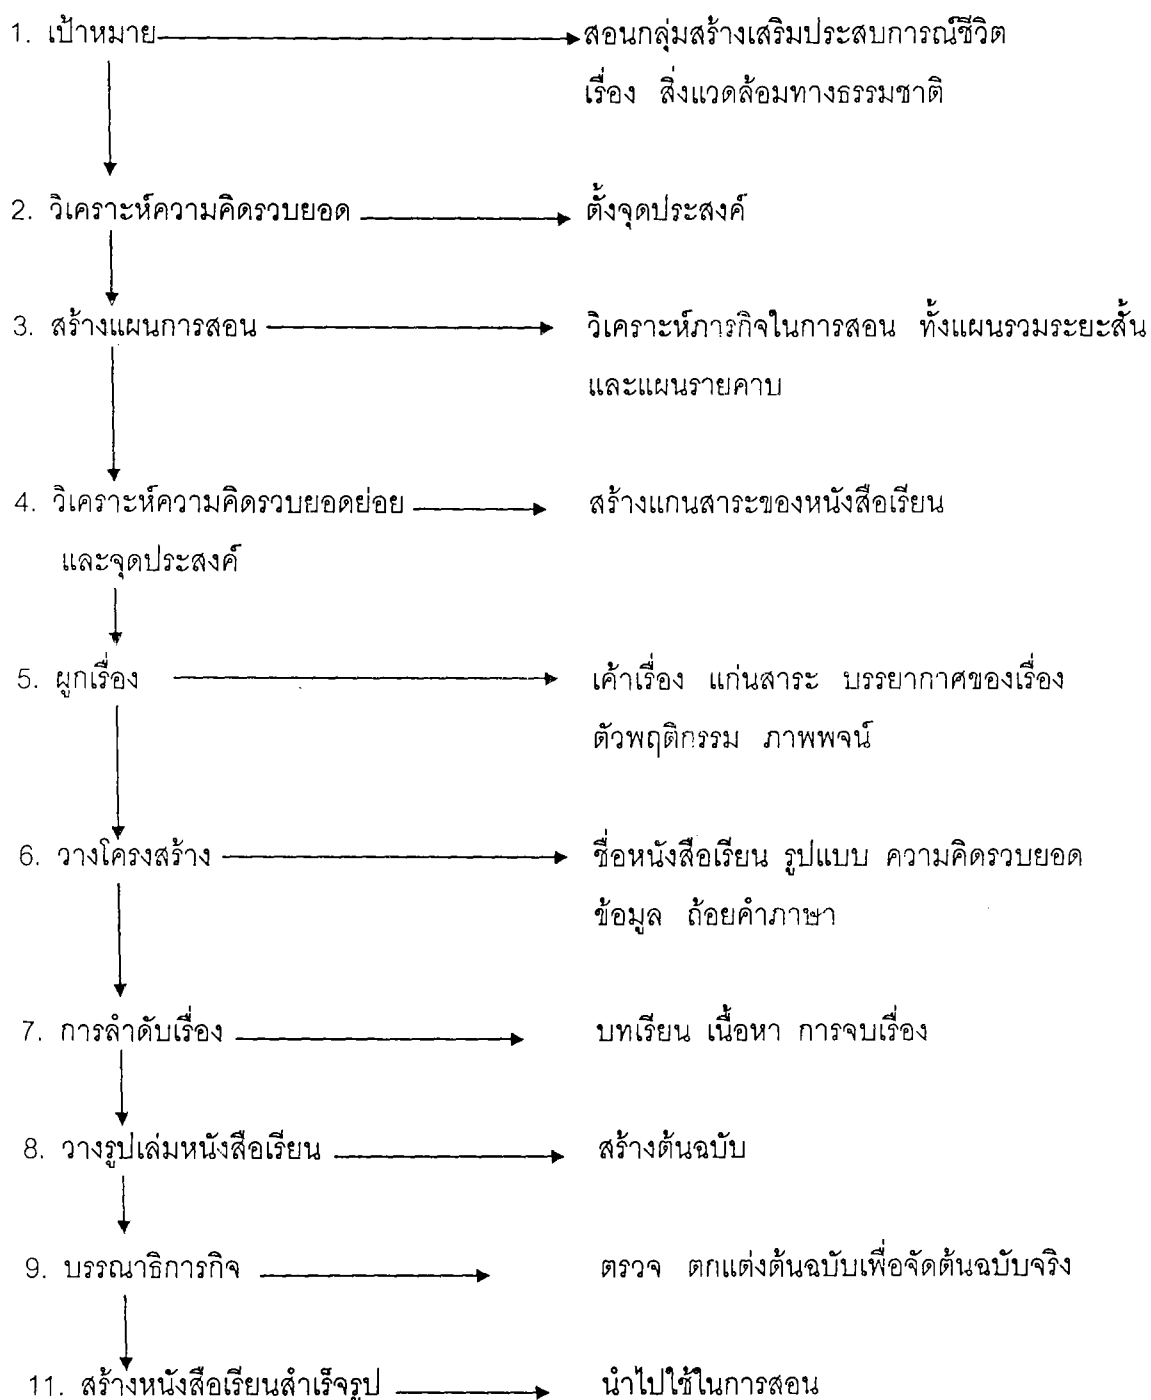 1. เป้าหมาย สอนกลุ่มสร้างเสริมประสบการณ์ชีวิต
เรื่อง สิ่งแวดล้อมทางธรรมชาติ
2. วิเคราะห์ความคิดรวบยอด ตั้งจุดประสงค์
3. สร้างแผนการสอน วิเคราะห์ภารกิจในการสอน ทั้งแผนรวมระยะสั้น
และแผนรายคาบ
4. วิเคราะห์ความคิดรวบยอดย่อย สร้างแกนสาระของหนังสือเรียน
และจุดประสงค์
5. ผูกเรื่อง เค้าเรื่อง แก่นสาระ บรรยากาศของเรื่อง
ตัวพฤติกรรม ภาพพจน์
6. วางโครงสร้าง ชื่อหนังสือเรียน รูปแบบ ความคิดรวบยอด
ข้อมูล ถ้อยคำภาษา
7. การลำดับเรื่อง บทเรียน เนื้อหา การจบเรื่อง
8. วางรูปเล่มหนังสือเรียน สร้างต้นฉบับ
9. บรรณาธิการกิจ ตรวจ ตกแต่งต้นฉบับเพื่อจัดต้นฉบับจริง
11. สร้างหนังสือเรียนสำเร็จรูป นำไปใช้ในการสอน